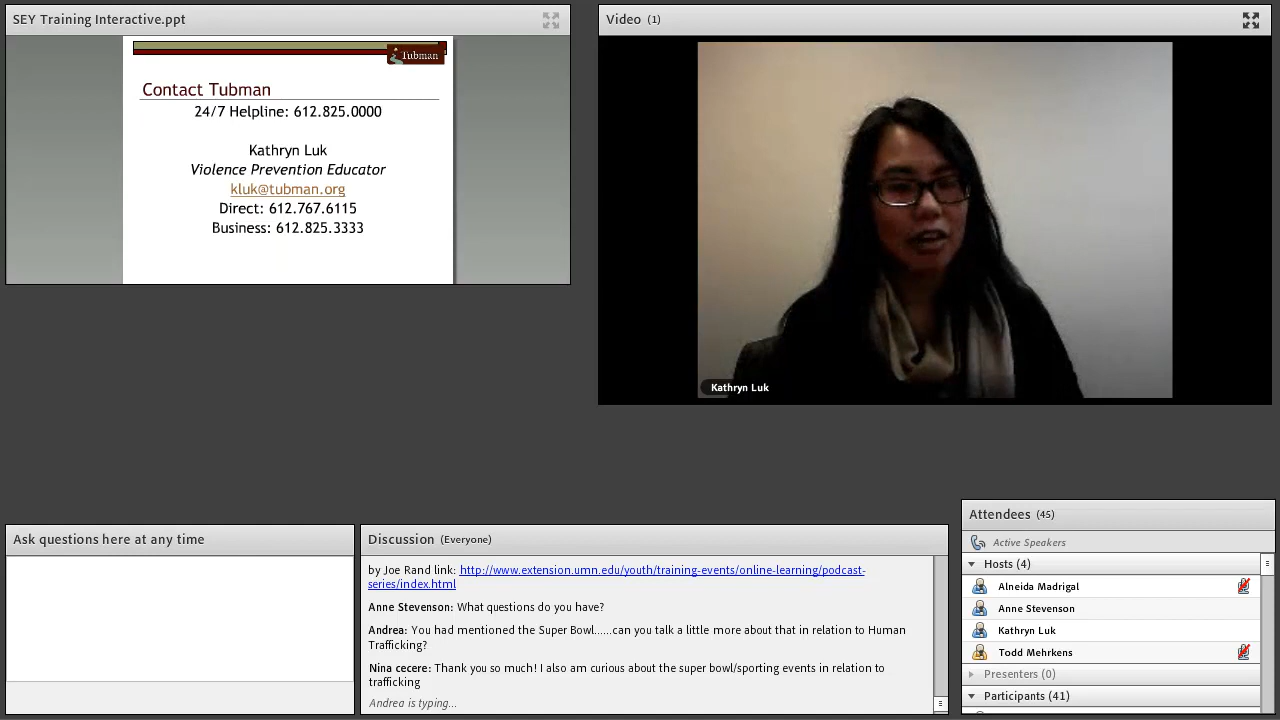 SEY Training Interactive.ppt
Tubman
Contact Tubman
24/7 Helpline: 612.825.0000
Kathryn Luk
Violence Prevention Educator
kluk@tubman.org
Direct: 612.767.6115
Business: 612.825.3333
Video (1)
Kathryn Luk
Ask questions here at any time
Discussion (Everyone)
by Joe Rand link: http://www.extension.umn.edu/youth/training-events/online-learning/podcast-
series/index.html
Anne Stevenson: What questions do you have?
Andrea: You had mentioned the Super Bowl......can you talk a little more about that in relation to Human
Trafficking?
Nina cecere: Thank you so much! I also am curious about the super bowl/sporting events in relation to
trafficking
Andrea is typing...
Attendees (45)
Active Speakers
Hosts (4)
Alneida Madrigal
Anne Stevenson
Kathryn Luk
Todd Mehrkens
Presenters (0)
Participants (41)